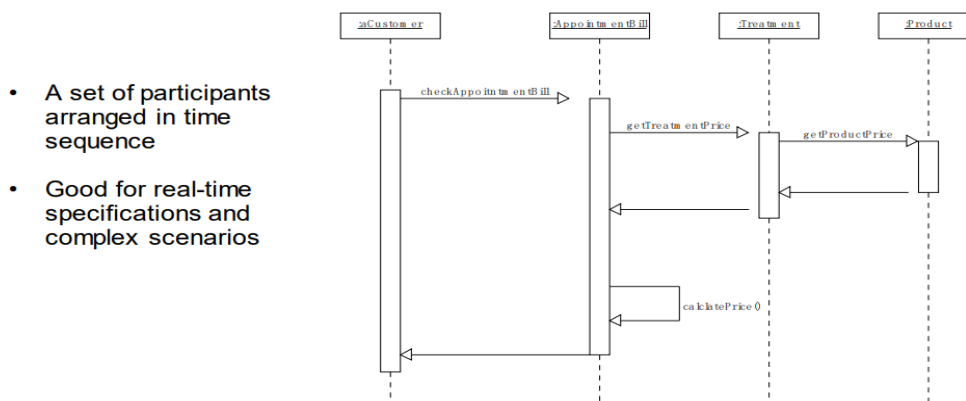 :aCustomer
:AppointmentBill
:Treatment
:Product
• A set of participants
arranged in time
sequence
• Good for real-time
specifications and
complex scenarios
checkAppoitntmentBill
getTreatmentPrice
getProductPrice
calclatePrice()